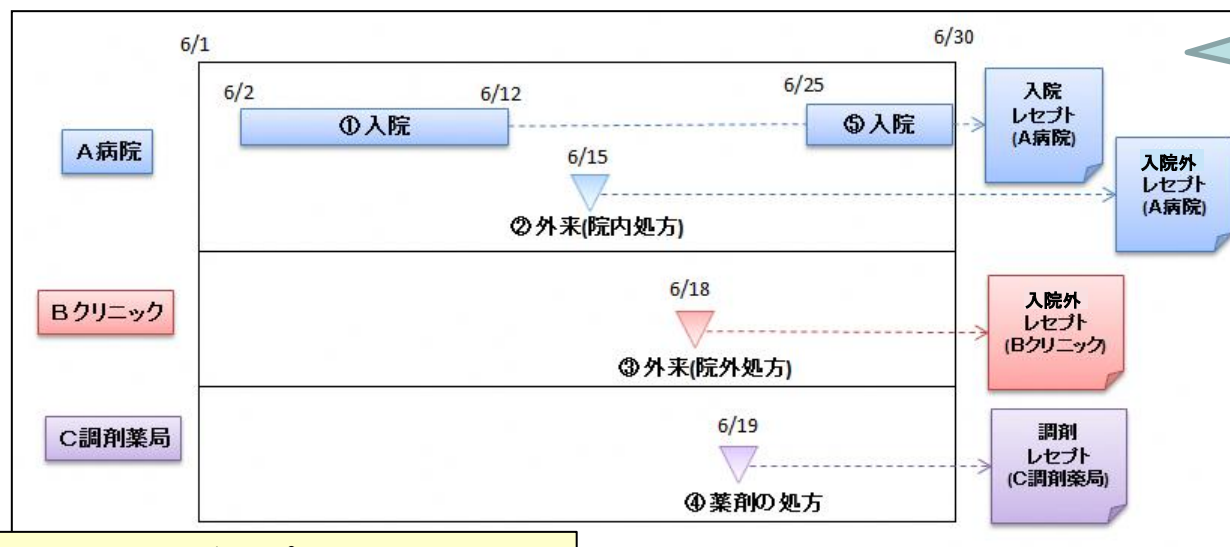 6/1
6/30
6/2
6/12
6/25
①入院
⑤入院
A病院
6/15
②外来(院内処方)
入院
レセプト
(A病院)
入院外
レセプト
(A病院)
Bクリニック
6/18
③外来(院外処方)
入院外
レセプト
(Bクリニック)
C調剤薬局
6/19
④薬剤の処方
調剤
レセプト
(C調剤薬局)